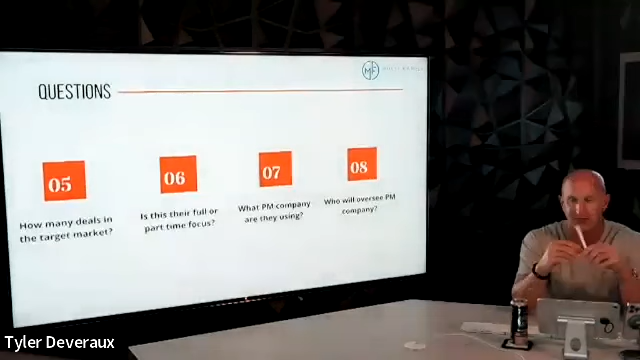 MF
QUESTIONS
05
06
07
08
How many deals in
the target market?
Is this their full or
part time focus?
What PM company
are they using?
Who will oversee PM
company?
Tyler Deveraux